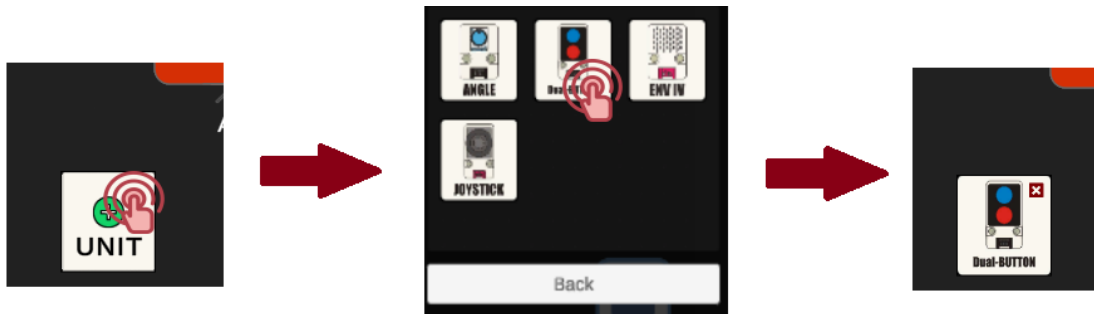 UNIT
ANGLE
ENV IV
JOYSTICK
Back
Dual-BUTTON